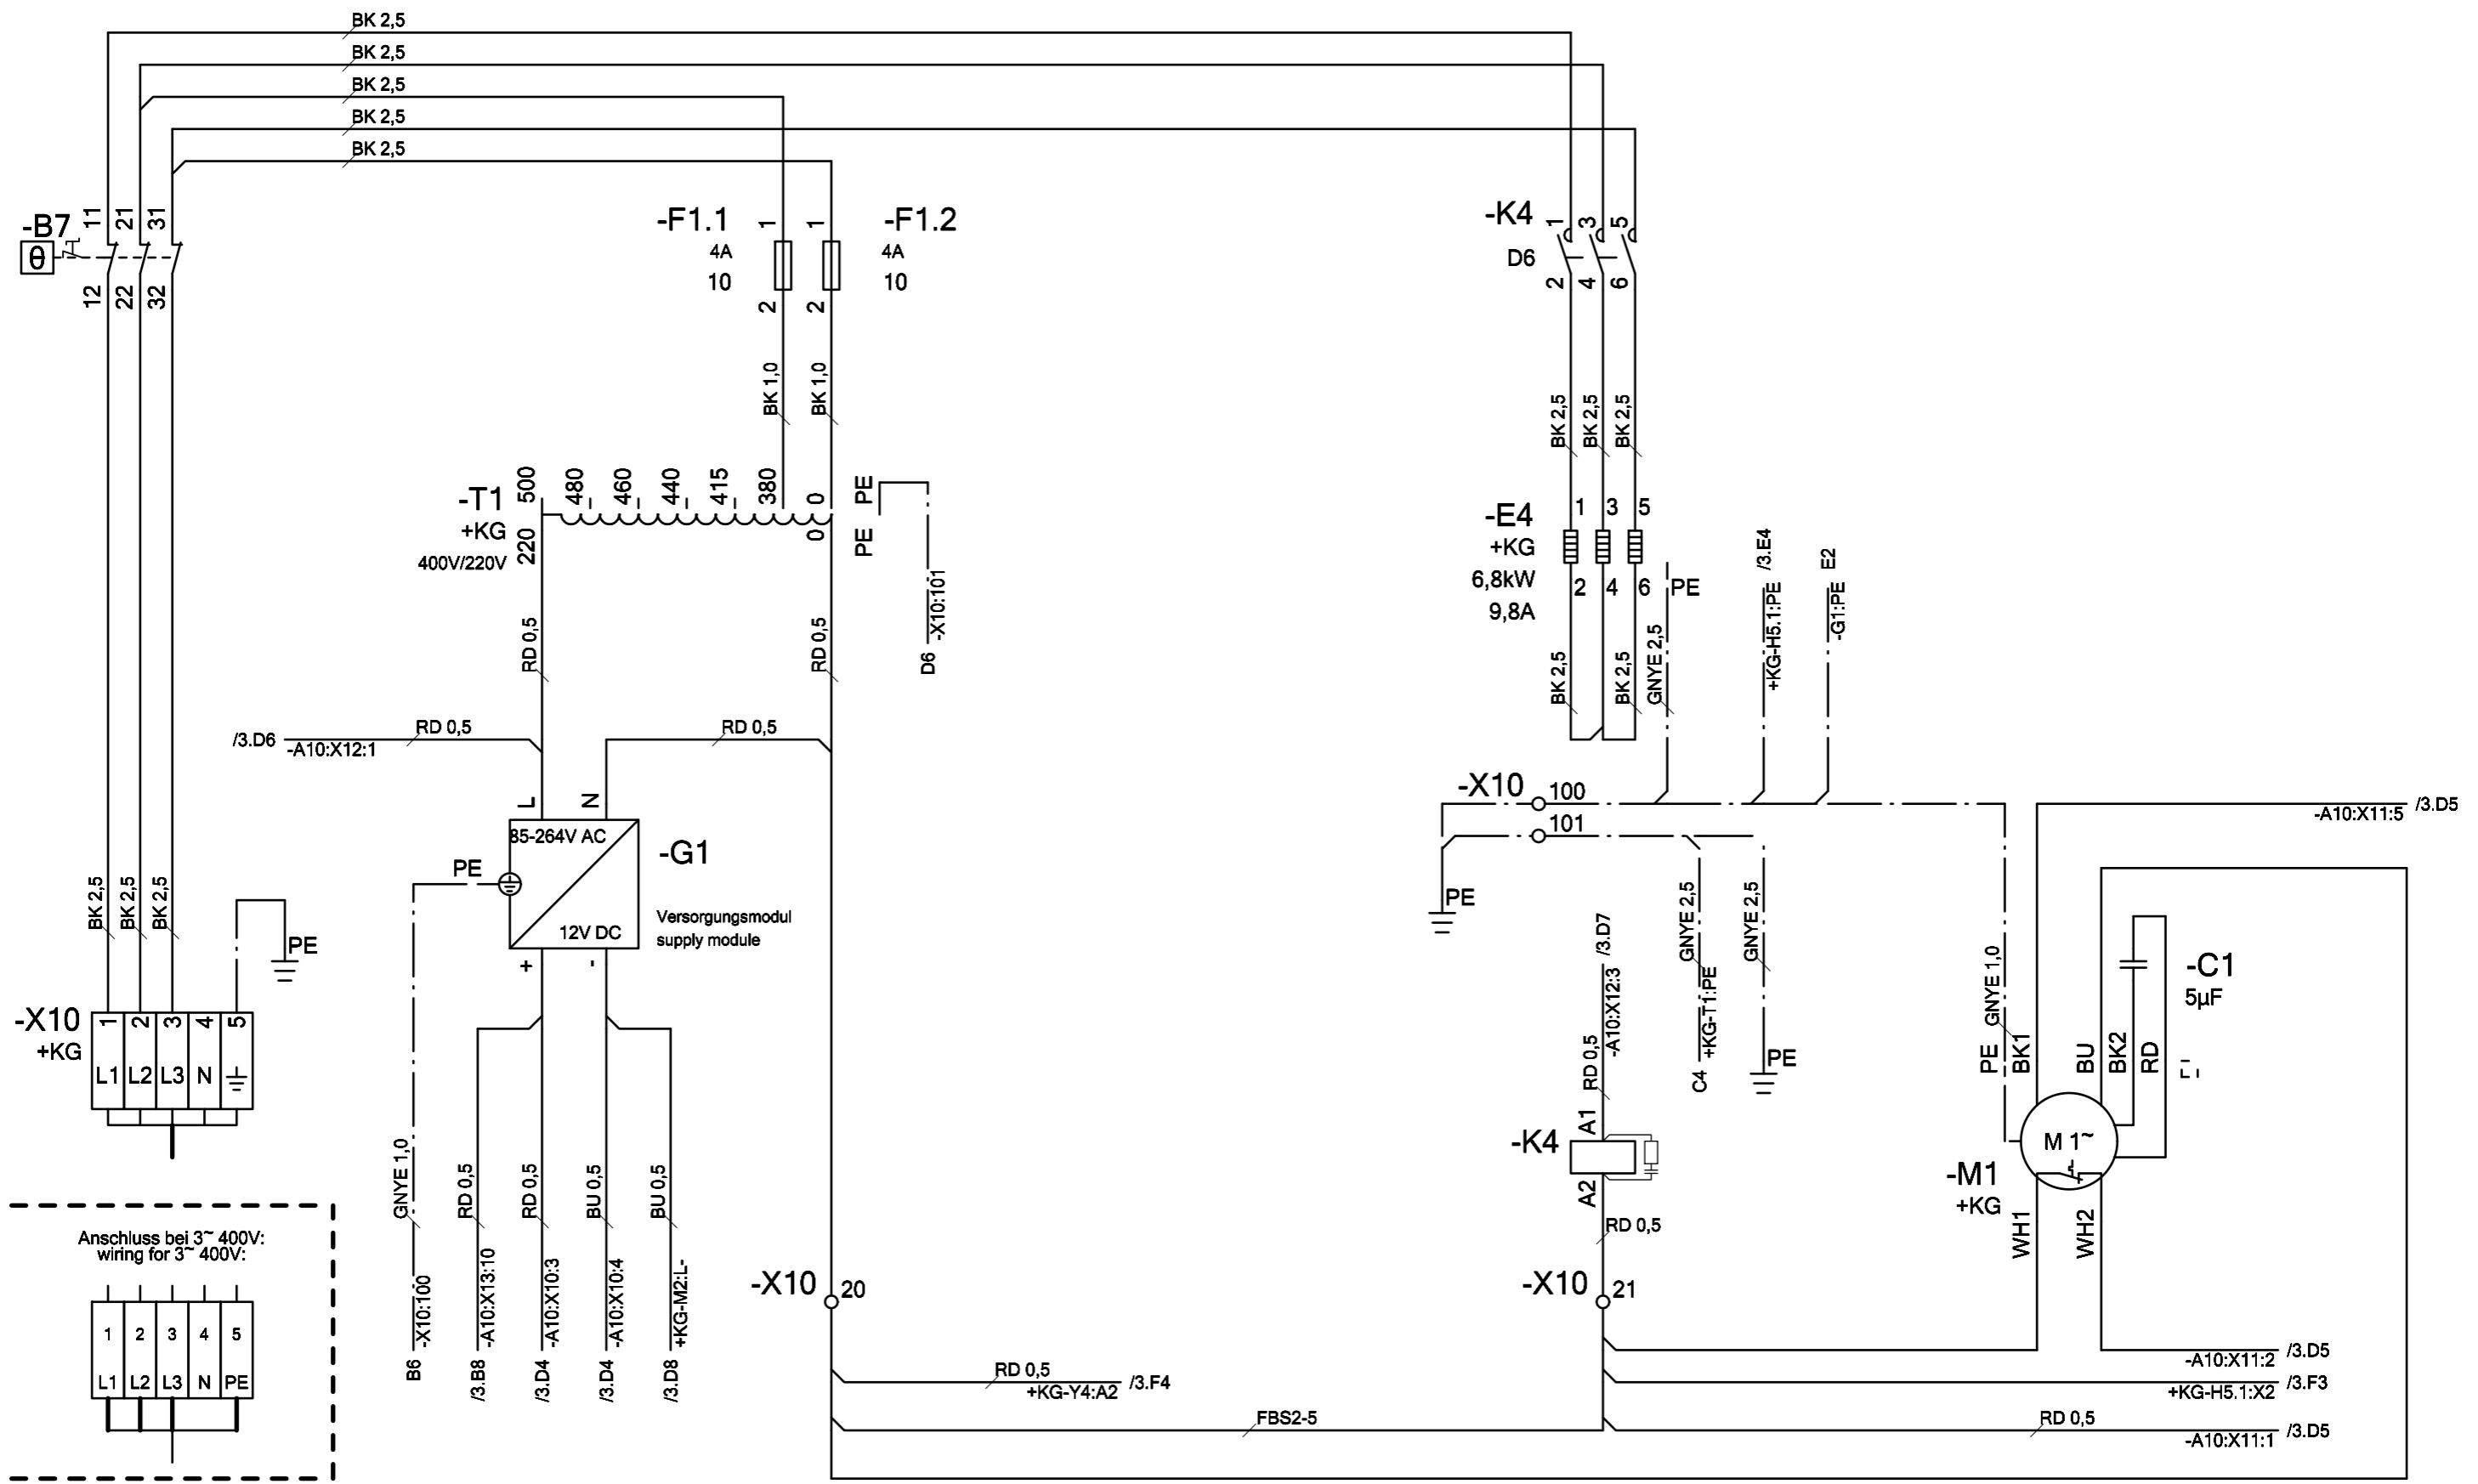 BK 2,5
BK 2,5
BK 2,5
BK 2,5
BK 2,5
-B7
θ
11
21
31
12
22
32
-F1.1
4A
10
1
2
1
2
-F1.2
4A
10
-K4
D6
1
3
5
2
4
6
BK 1,0
BK 1,0
BK 2,5
BK 2,5
BK 2,5
-T1
+KG
400V/220V
500
480
460
440
415
380
0
PE
220
0
PE
-X10:101
D6
-E4
+KG
6,8kW
9,8A
1
3
5
2
4
6
PE
/3.E4
+KG-H5.1:PE
E2
-G1:PE
RD 0,5
RD 0,5
BK 2,5
BK 2,5
GNYE 2,5
/3.D6
-A10:X12:1
RD 0,5
RD 0,5
L
N
85-264V AC
12V DC
-G1
PE
Versorgungsmodul
supply module
+
-
-X10
100
101
PE
-A10:X11:5
/3.D5
BK 2,5
BK 2,5
BK 2,5
PE
-X10
+KG
1
2
3
4
5
L1
L2
L3
N
/3.D7
-A10:X12:3
RD 0,5
GNYE 2,5
+KG-T1:PE
C4
GNYE 2,5
PE
GNYE 1,0
PE
BK1
BU
BK2
RD
-C1
5µF
-K4
A1
A2
RD 0,5
M 1~
-M1
+KG
WH1
WH2
Anschluss bei 3~ 400V:
wiring for 3~ 400V:
1
2
3
4
5
L1
L2
L3
N
PE
GNYE 1,0
-X10:100
B6
RD 0,5
-A10:X13:10
/3.B8
RD 0,5
-A10:X10:3
/3.D4
BU 0,5
-A10:X10:4
/3.D4
BU 0,5
+KG-M2:L-
/3.D8
-X10
20
-X10
21
RD 0,5
+KG-Y4:A2
/3.F4
FBS2-5
-A10:X11:2
/3.D5
+KG-H5.1:X2
/3.F3
RD 0,5
-A10:X11:1
/3.D5